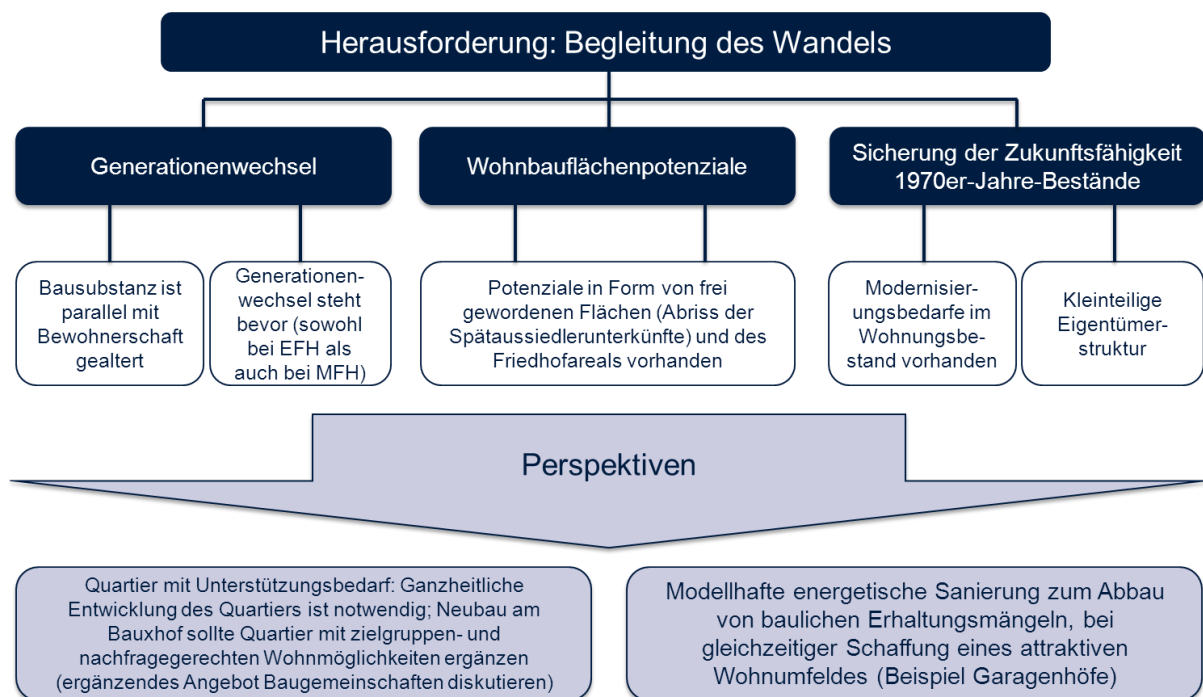 Herausforderung: Begleitung des Wandels
Generationenwechsel
Wohnbauflächenpotenziale
Sicherung der Zukunftsfähigkeit
1970er-Jahre-Bestände
Bausubstanz ist
parallel mit
Bewohnerschaft
gealtert
Generationen-
wechsel steht
bevor (sowohl
bei EFH als
auch bei MFH)
Potenziale in Form von frei
gewordenen Flächen (Abriss der
Spätaussiedlerunterkünfte) und des
Friedhofareals vorhanden
Modernisier-
ungsbedarfe im
Wohnungsbe-
stand vorhanden
Kleinteilige
Eigentümer-
struktur
Perspektiven
Quartier mit Unterstützungsbedarf: Ganzheitliche
Entwicklung des Quartiers ist notwendig; Neubau am
Bauxhof sollte Quartier mit zielgruppen- und
nachfragegerechten Wohnmöglichkeiten ergänzen
(ergänzendes Angebot Baugemeinschaften diskutieren)
Modellhafte energetische Sanierung zum Abbau
von baulichen Erhaltungsmängeln, bei
gleichzeitiger Schaffung eines attraktiven
Wohnumfeldes (Beispiel Garagenhöfe)